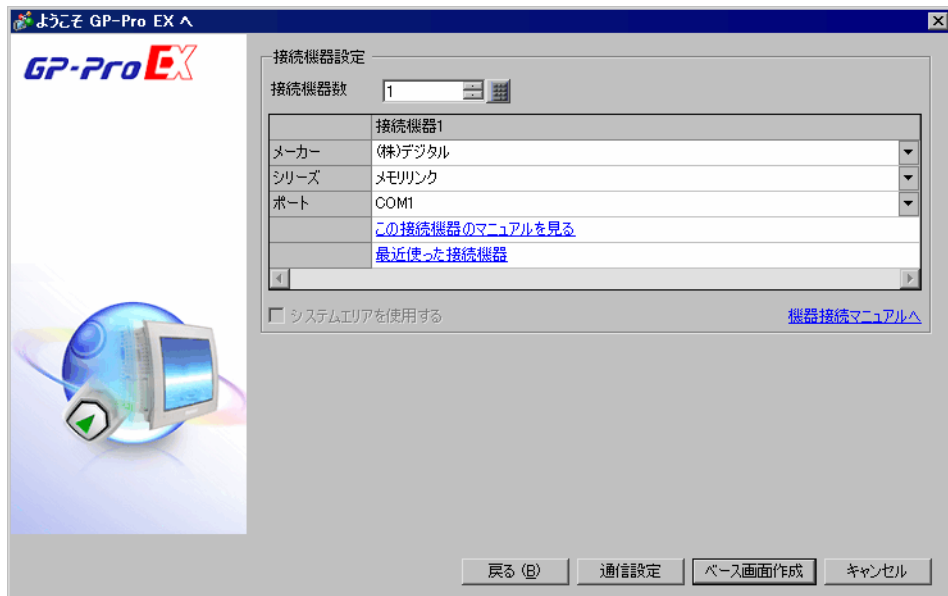 ようこそ GP-Pro EX へ
GP-Pro EX
接続機器設定
接続機器数 1
接続機器1
メーカー (株)デジタル
シリーズ メモリリンク
ポート COM1
この接続機器のマニュアルを見る
最近使った接続機器
システムエリアを使用する 機器接続マニュアルへ
戻る (B) 通信設定 ベース画面作成 キャンセル